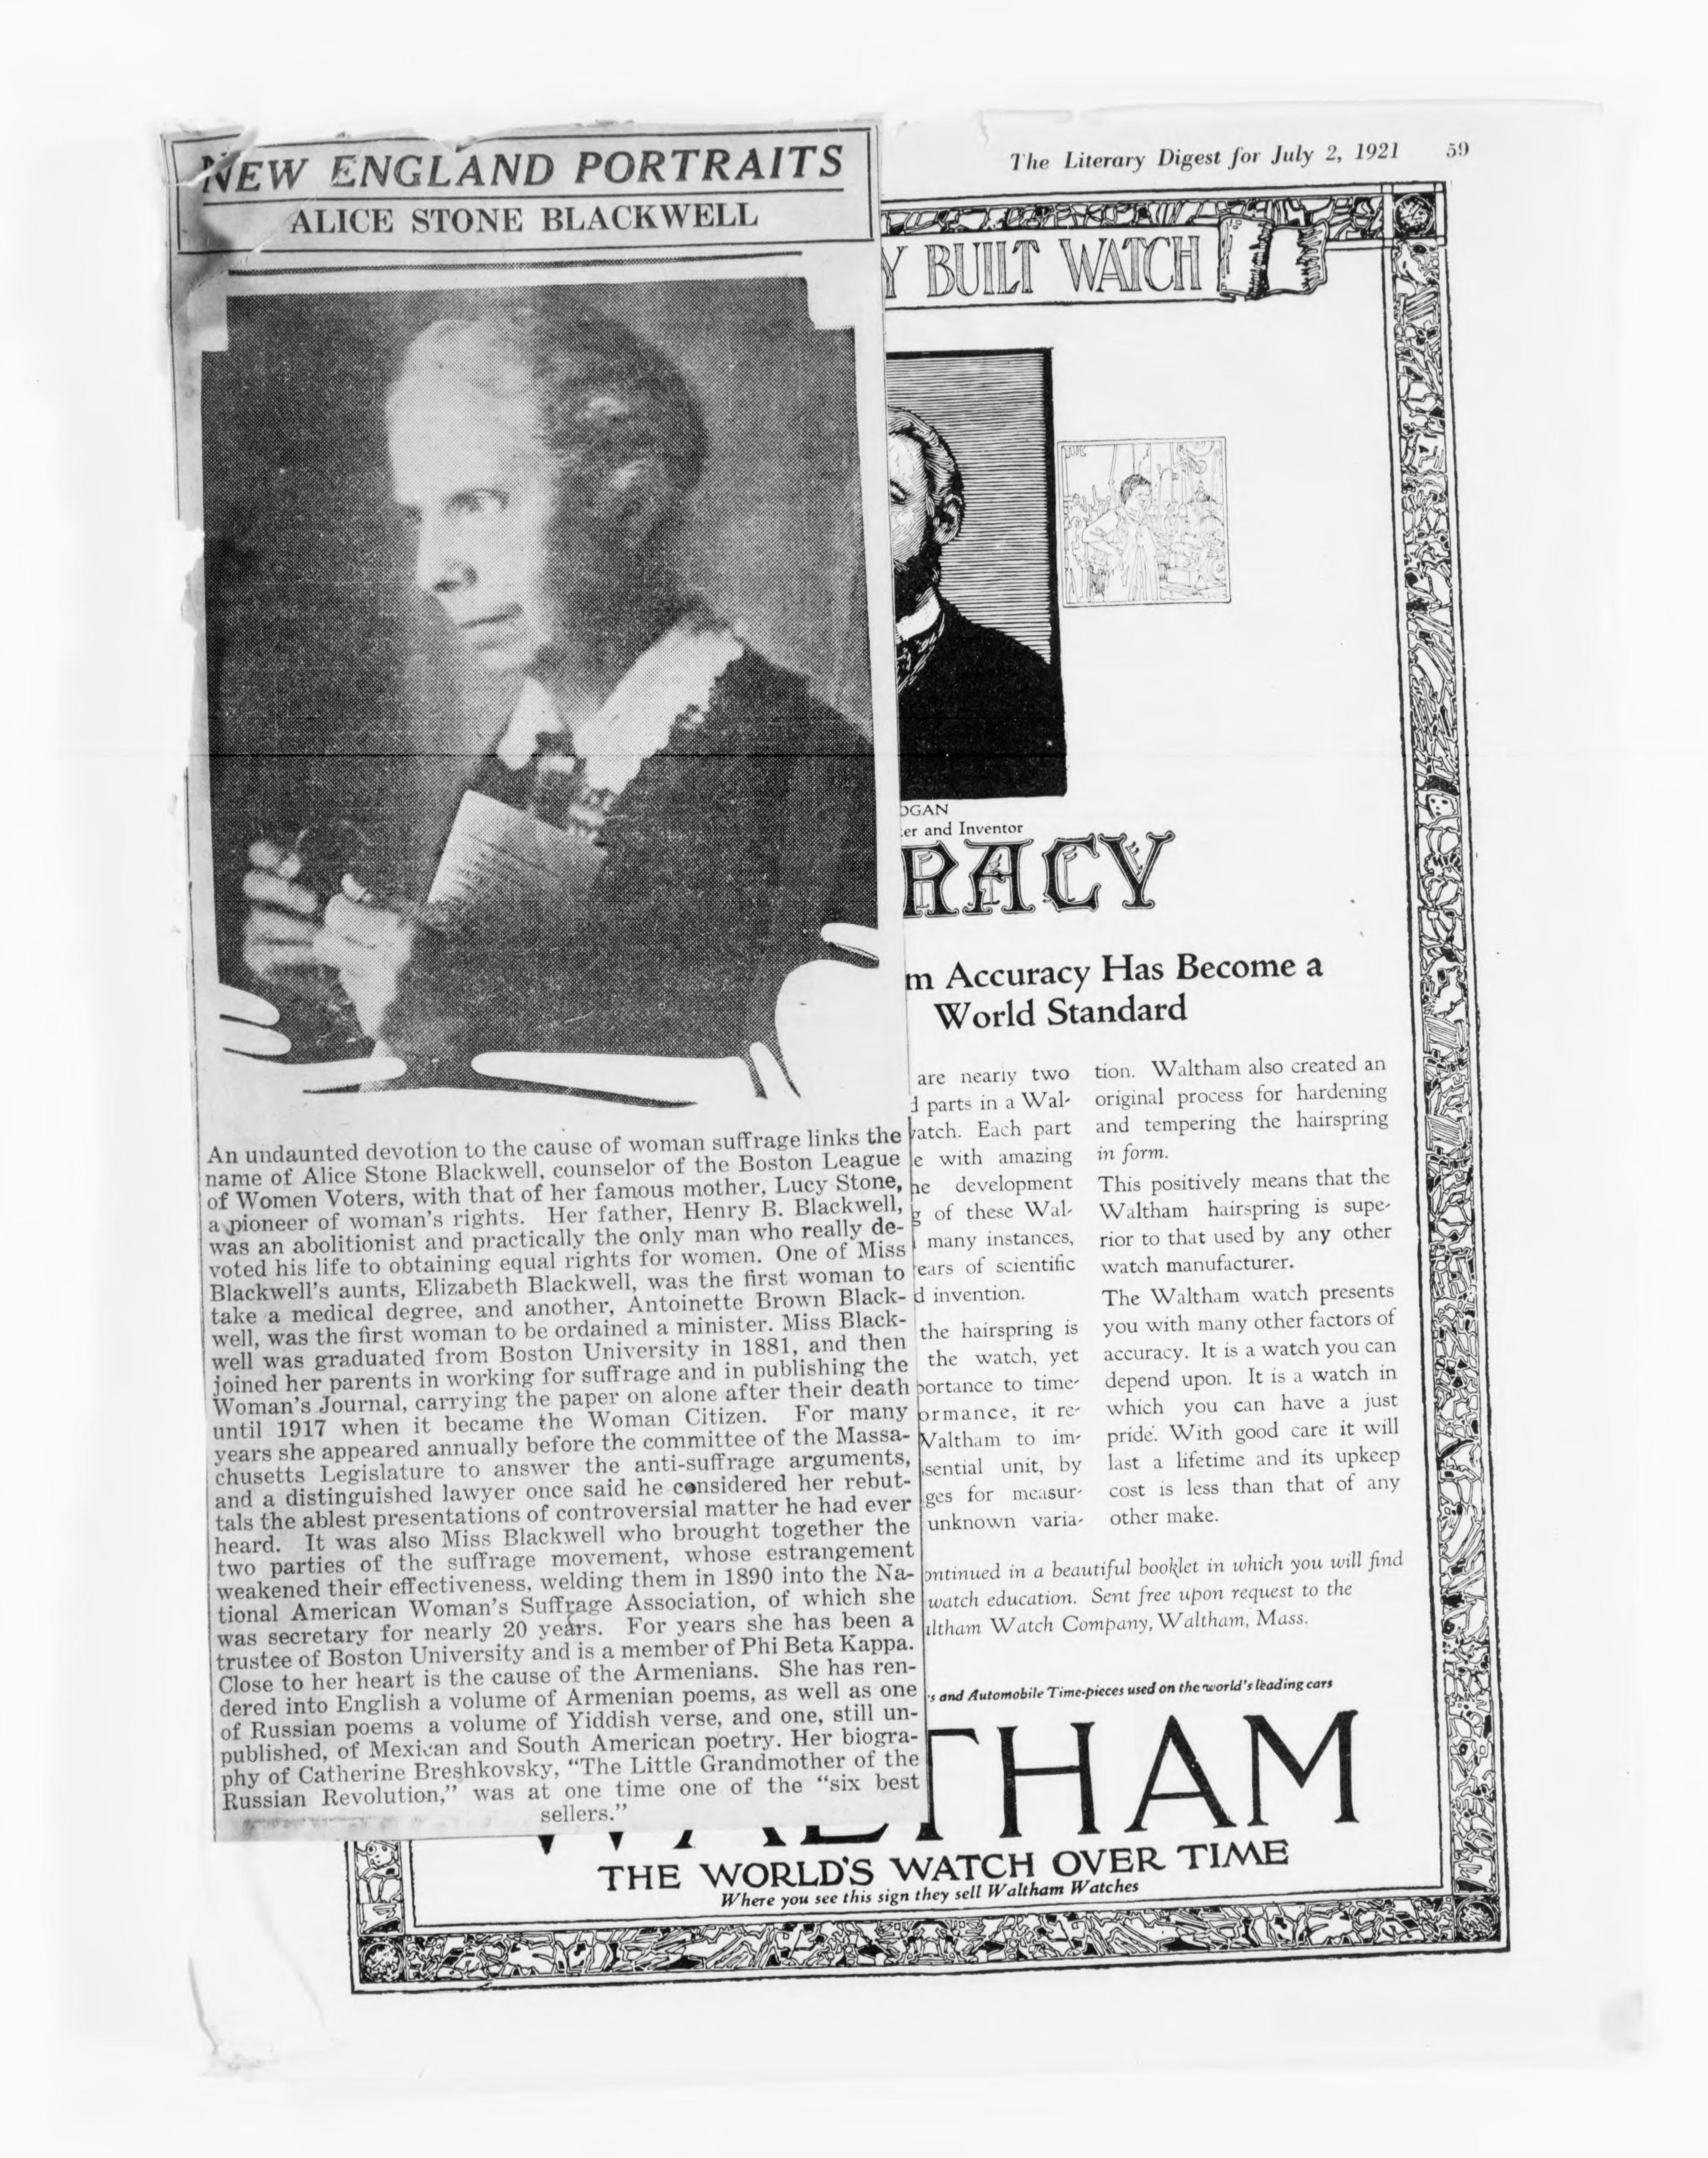 NEW ENGLAND PORTRAITS
ALICE STONE BLACKWELL
An undaunted devotion to the cause of woman suffrage links the
name of Alice Stone Blackwell, counselor of the Boston League
of Women Voters, with that of her famous mother, Lucy Stone,
a pioneer of woman's rights. Her father, Henry B. Blackwell,
was an abolitionist and practically the only man who really de-
voted his life to obtaining equal rights for women. One of Miss
Blackwell's aunts, Elizabeth Blackwell, was the first woman to
take a medical degree, and another, Antoinette Brown Black-
well, was the first woman to be ordained a minister. Miss Black-
well was graduated from Boston University in 1881, and then
joined her parents in working for suffrage and in publishing the
Woman's Journal, carrying the paper on alone after their death
until 1917 when it became the Woman Citizen. For many
years she appeared annually before the committee of the Massa-
chusetts Legislature to answer the anti-suffrage arguments,
and a distinguished lawyer once said he considered her rebut-
tals the ablest presentations of controversial matter he had ever
heard. It was also Miss Blackwell who brought together the
two parties of the suffrage movement, whose estrangement
weakened their effectiveness, welding them in 1890 into the Na-
tional American Woman's Suffrage Association, of which she
was secretary for nearly 20 years. For years she has been a
trustee of Boston University and is a member of Phi Beta Kappa.
Close to her heart is the cause of the Armenians. She has ren-
dered into English a volume of Armenian poems, as well as one
of Russian poems a volume of Yiddish verse, and one, still un-
published, of Mexican and South American poetry. Her biogra-
phy of Catherine Breshkovsky, "The Little Grandmother of the
Russian Revolution," was at one time one of the "six best
sellers."
The Literary Digest for July 2, 1921 59
Y BUILT WATCH
OGAN
er and Inventor
RACY
m Accuracy Has Become a
World Standard
are nearly two
d parts in a Wal-
atch. Each part
e with amazing
he development
g of these Wal-
many instances,
ears of scientific
d invention.
the hairspring is
the watch, yet
portance to time-
ormance, it re-
Waltham to im-
sential unit, by
ges for measur-
unknown varia-
tion. Waltham also created an
original process for hardening
and tempering the hairspring
in form.
This positively means that the
Waltham hairspring is supe-
rior to that used by any other
watch manufacturer.
The Waltham watch presents
you with many other factors of
accuracy. It is a watch you can
depend upon. It is a watch in
which you can have a just
pride. With good care it will
last a lifetime and its upkeep
cost is less than that of any
other make.
ontinued in a beautiful booklet in which you will find
watch education. Sent free upon request to the
altham Watch Company, Waltham, Mass.
's and Automobile Time-pieces used on the world's leading cars
WALTHAM
THE WORLD'S WATCH OVER TIME
Where you see this sign they sell Waltham Watches